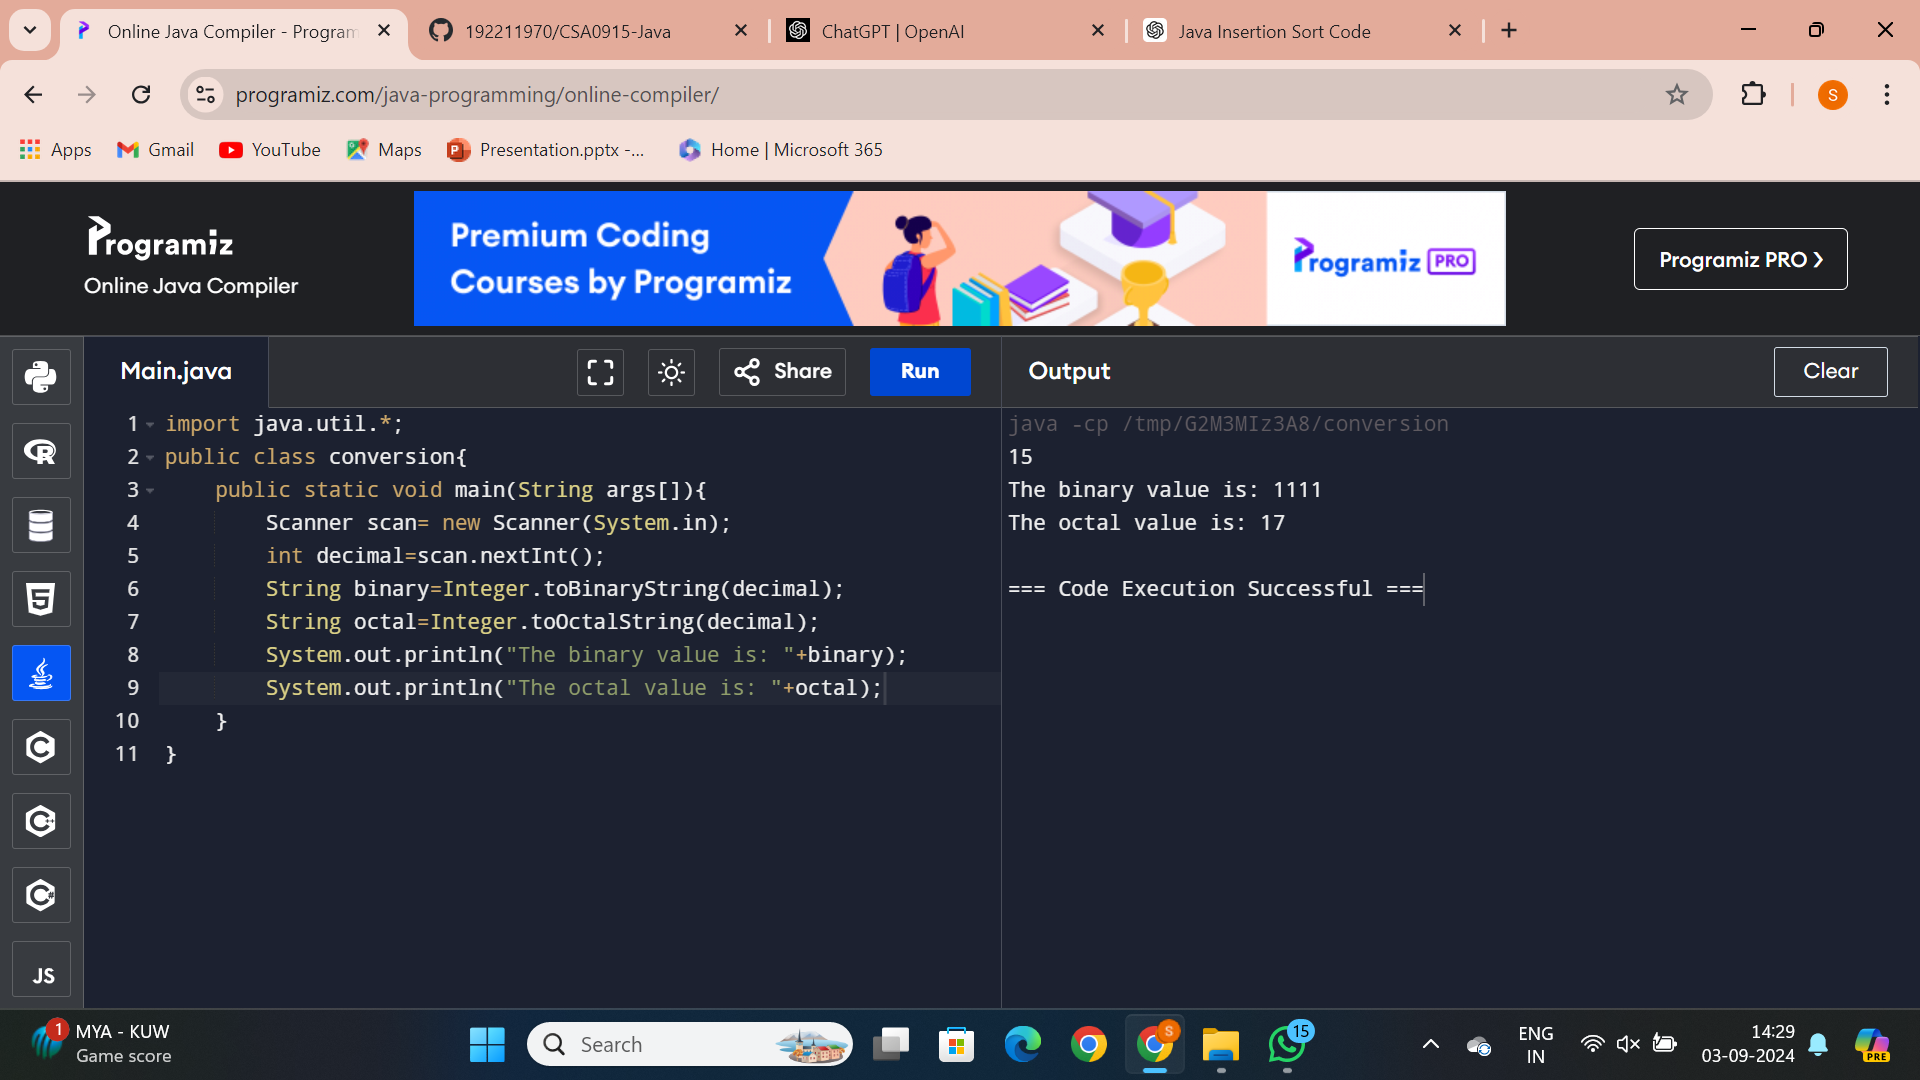 Online Java Compiler - Program
192211970/CSA0915-Java
ChatGPT | OpenAI
Java Insertion Sort Code
programiz.com/java-programming/online-compiler/
S
Apps
Gmail
YouTube
Maps
Presentation.pptx -...
Home | Microsoft 365
Programiz
Online Java Compiler
Premium Coding
Courses by Programiz
Programiz PRO
Programiz PRO ❯
Main.java
Share
Run
Output
Clear
1 import java.util.*;
2 public class conversion{
3     public static void main(String args[]){
4         Scanner scan= new Scanner(System.in);
5         int decimal=scan.nextInt();
6         String binary=Integer.toBinaryString(decimal);
7         String octal=Integer.toOctalString(decimal);
8         System.out.println("The binary value is: "+binary);
9         System.out.println("The octal value is: "+octal);
10     }
11 }
java -cp /tmp/G2M3MIz3A8/conversion
15
The binary value is: 1111
The octal value is: 17
=== Code Execution Successful ===
R
5
C
C++
C#
JS
1
MYA - KUW
Game score
Search
S
15
ENG
IN
14:29
03-09-2024
PRE